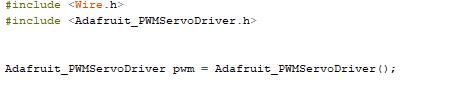 #include <Wire.h>
#include <Adafruit_PWMServoDriver.h>
Adafruit_PWMServoDriver pwm = Adafruit_PWMServoDriver();